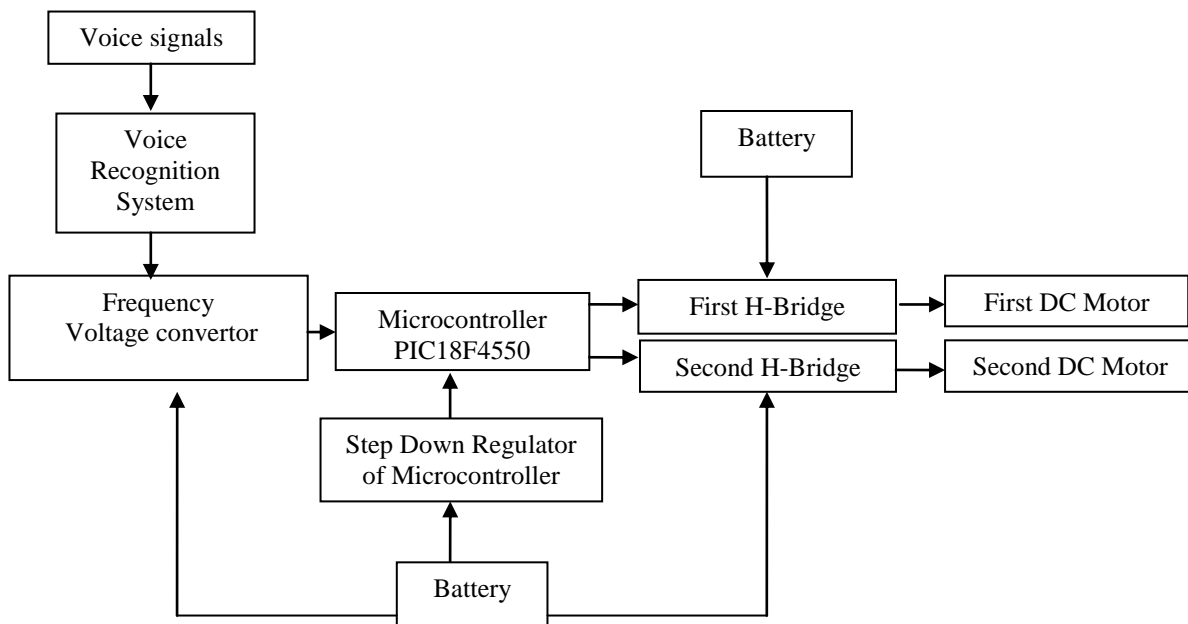 Voice signals
Voice
Recognition
System
Battery
Frequency
Voltage convertor
Microcontroller
PIC18F4550
First H-Bridge
First DC Motor
Second H-Bridge
Second DC Motor
Step Down Regulator
of Microcontroller
Battery